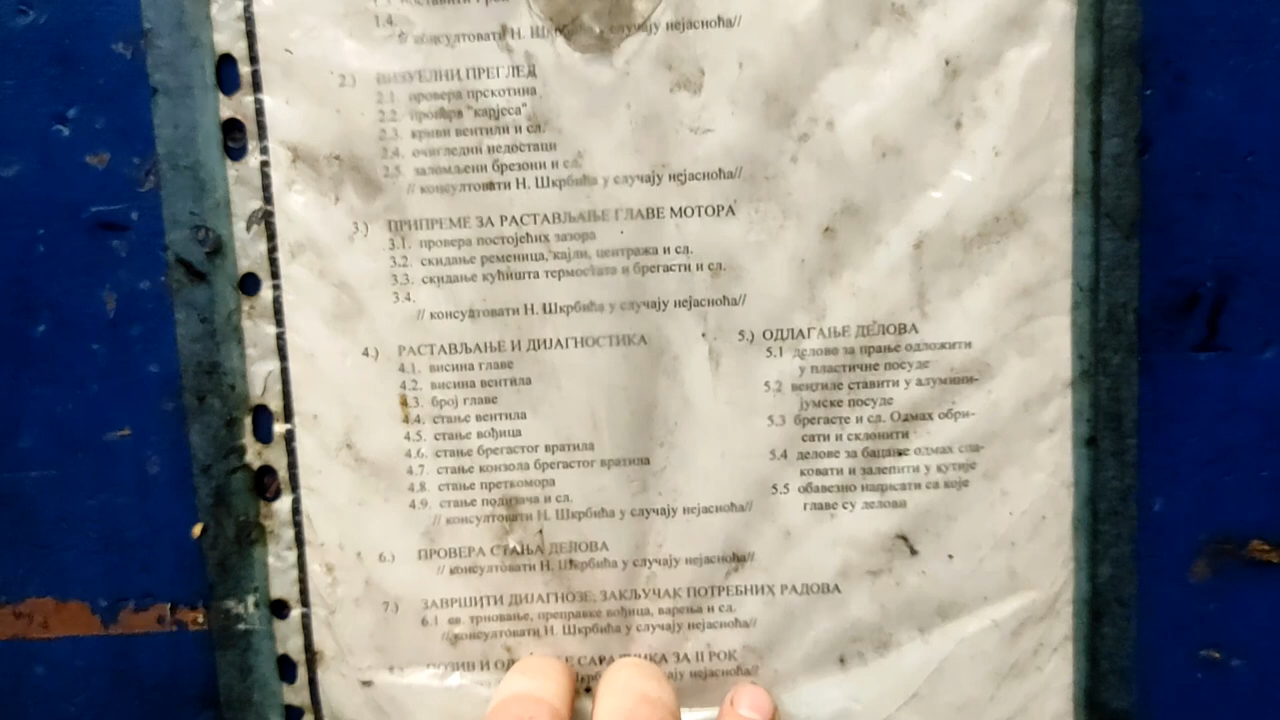 1.4.
// консултовати Н. случају нејасноћа//
2.) ВИЗУЕЛНИ ПРЕГЛЕД
2.1 провера прскотина
2.2. провера "карјеса"
2.3. криви вентили и сл.
2.4. очигледни недостаци
2.5. заломљени брезони и сл.
// консултовати Н. Шкрбића у случају нејасноћа//
3.) ПРИПРЕМЕ ЗА РАСТАВЉАЊЕ ГЛАВЕ МОТОРА
3.1. провера постојећих зазора
3.2. скидање ременица, кајли, центража и сл.
3.3. скидање кућишта термостата и брегасти и сл.
3.4.
// консултовати Н. Шкрбића у случају нејасноћа//
4.) РАСТАВЉАЊЕ И ДИЈАГНОСТИКА
4.1. висина главе
4.2. висина вентила
4.3. број главе
4.4. стање вентила
4.5. стање вођица
4.6. стање брегастог вратила
4.7. стање конзола брегастог вратила
4.8. стање преткомора
4.9. стање подизача и сл.
// консултовати Н. Шкрбића у случају нејасноћа//
5.) ОДЛАГАЊЕ ДЕЛОВА
5.1 делове за прање одложити
у пластичне посуде
5.2 вентиле ставити у алумини-
јумске посуде
5.3 брегасте и сл. Одмах обри-
сати и склонити
5.4 делове за бацање одмах спа-
ковати и залепити у кутије
5.5 обавезно написати са које
главе су делови
6.) ПРОВЕРА СТАЊА ДЕЛОВА
// консултовати Н. Шкрбића у случају нејасноћа//
7.) ЗАВРШИТИ ДИЈАГНОЗЕ, ЗАКЉУЧАК ПОТРЕБНИХ РАДОВА
6.1 ев. трновање, преправке вођица, варења и сл.
//консултовати Н. Шкрбића у случају нејасноћа//
ПОЗИВ И ЗА II РОК
нејасноћа//